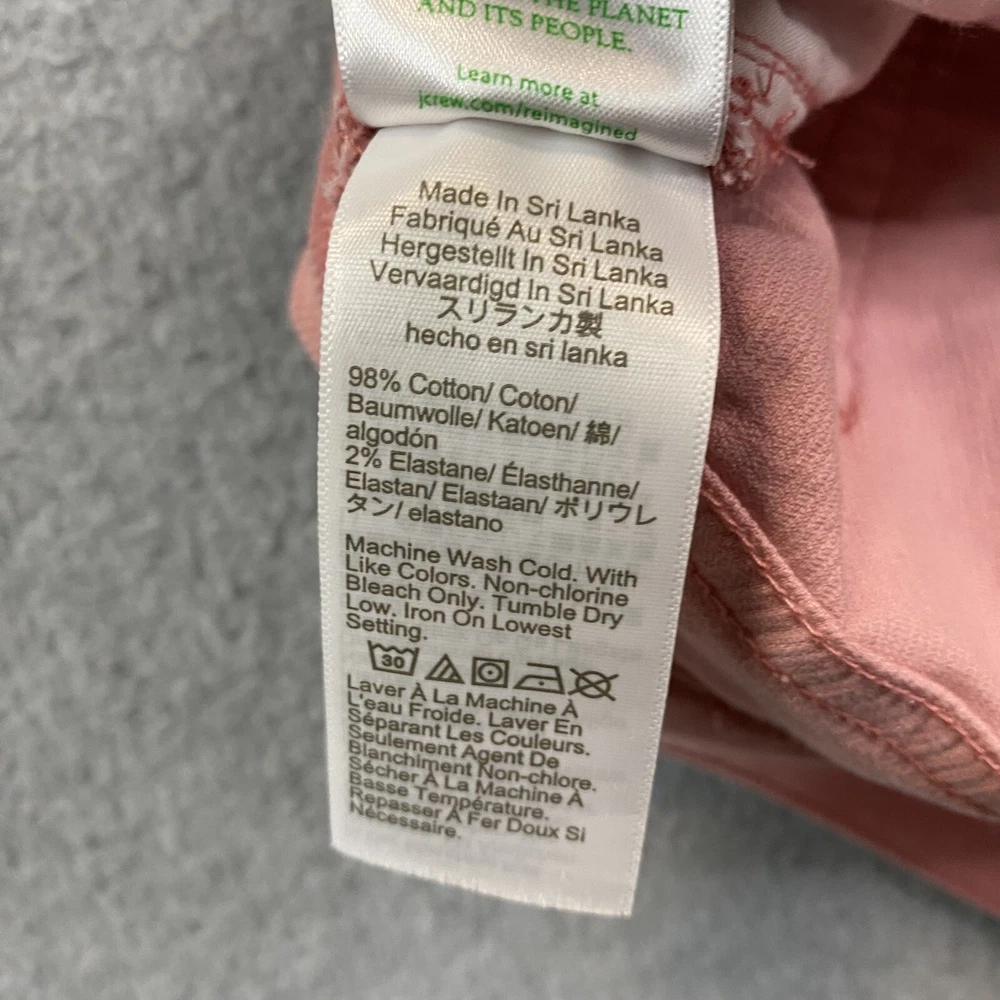 THE PLANET
AND ITS PEOPLE.
Learn more at
jcrew.com/reimagined
Made In Sri Lanka
Fabriqué Au Sri Lanka
Hergestellt In Sri Lanka
Vervaardigd In Sri Lanka
スリランカ製
hecho en sri lanka
98% Cotton/ Coton/
Baumwolle/ Katoen/ 綿/
algodón
2% Elastane/ Élasthanne/
Elastan/ Elastaan/ ポリウレ
タン/ elastano
Machine Wash Cold. With
Like Colors. Non-chlorine
Bleach Only. Tumble Dry
Low. Iron On Lowest
Setting.
30
Laver À La Machine À
L'eau Froide. Laver En
Séparant Les Couleurs.
Seulement Agent De
Blanchiment Non-chlore.
Sécher À La Machine À
Basse Température.
Repasser À Fer Doux Si
Nécessaire.